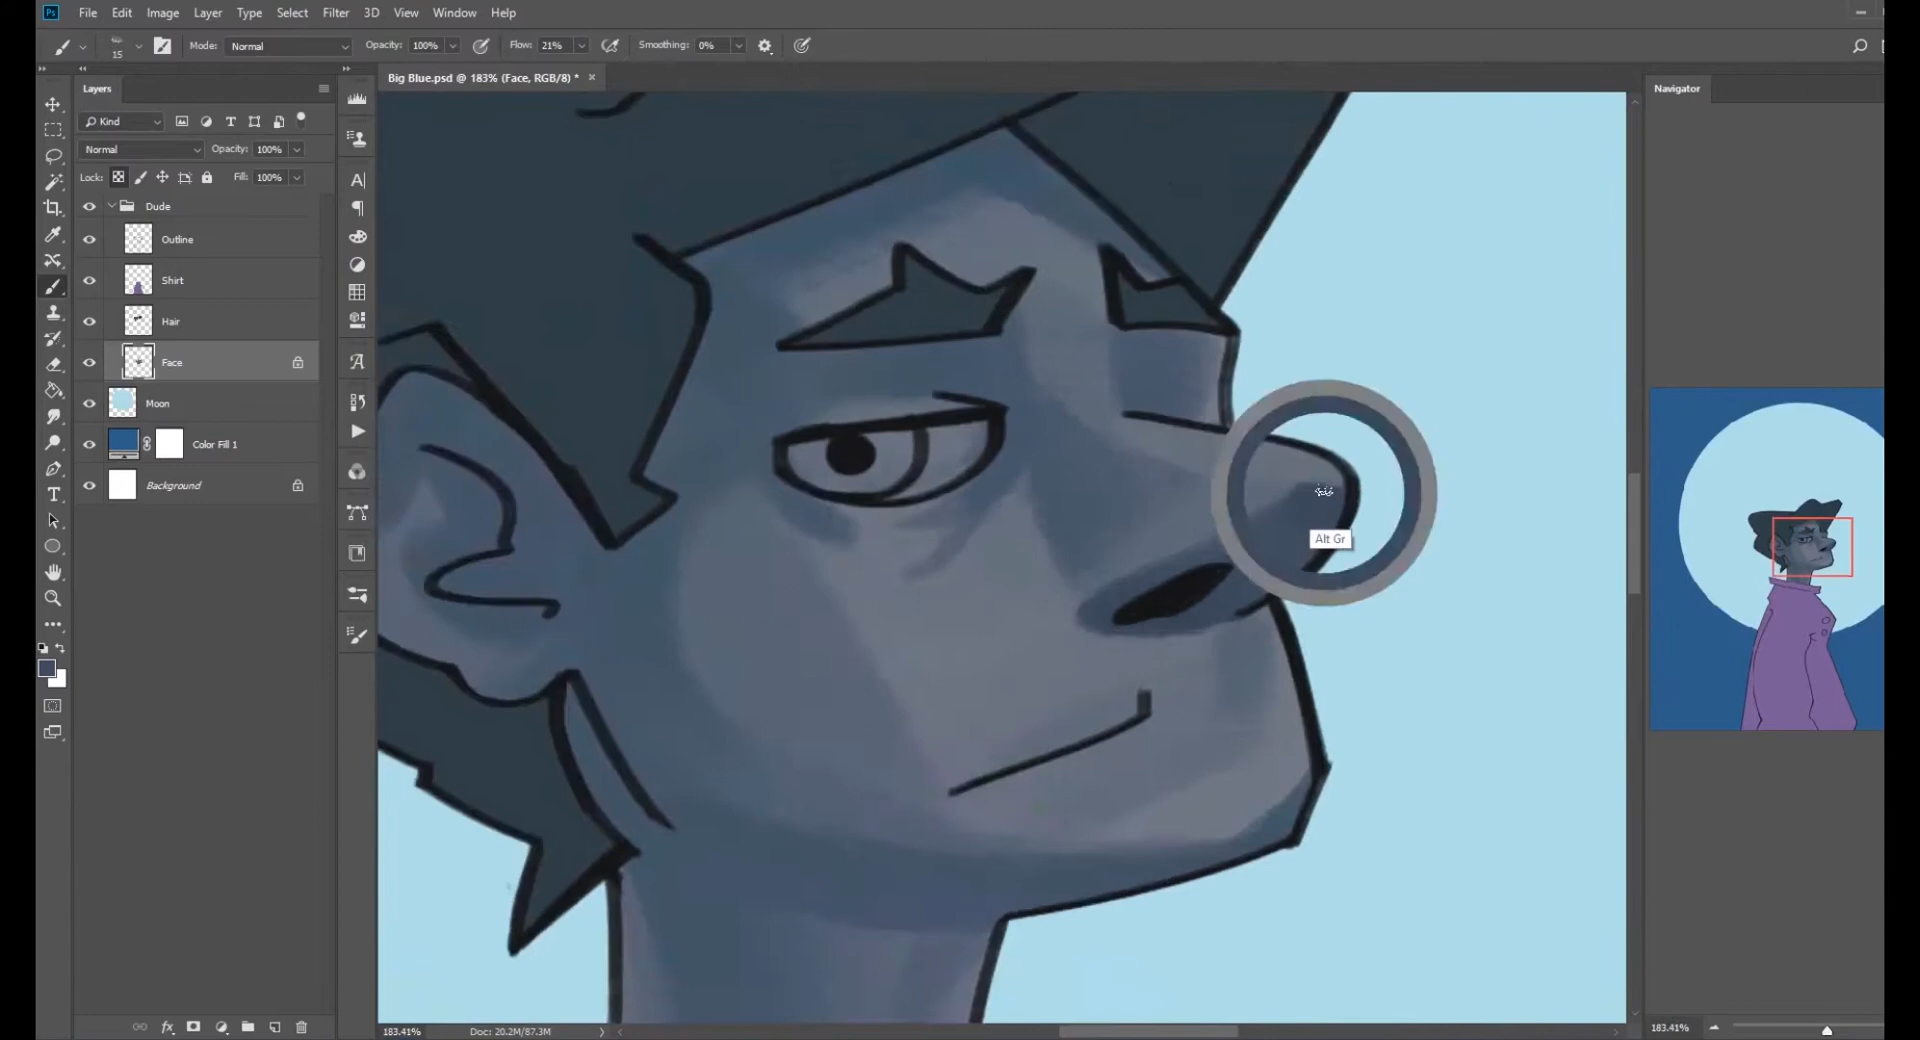 Ps File Edit Image Layer Type Select Filter 3D View Window Help
15 Mode: Normal Opacity: 100% Flow: 21% Smoothing: 0%
Layers
Big Blue.psd @ 183% (Face, RGB/8) *
Navigator
Kind
Normal Opacity: 100%
Lock: Fill: 100%
Dude
Outline
Shirt
Hair
Face
Moon
Color Fill 1
Background
Alt Gr
fx
183.41% Doc: 20.2M/87.3M
183.41%